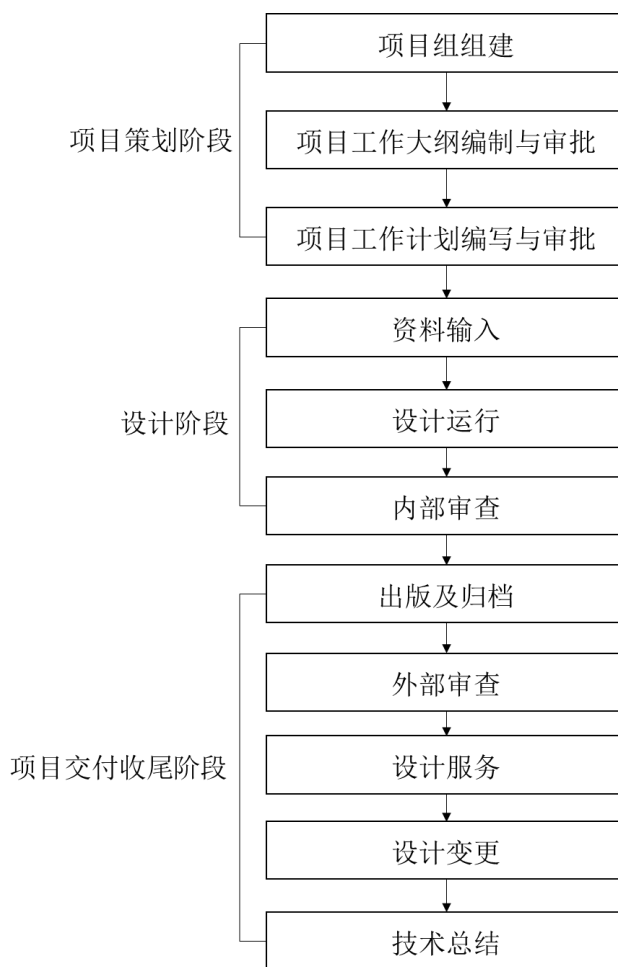 项目组组建
项目策划阶段
项目工作大纲编制与审批
项目工作计划编写与审批
资料输入
设计阶段
设计运行
内部审查
出版及归档
外部审查
项目交付收尾阶段
设计服务
设计变更
技术总结